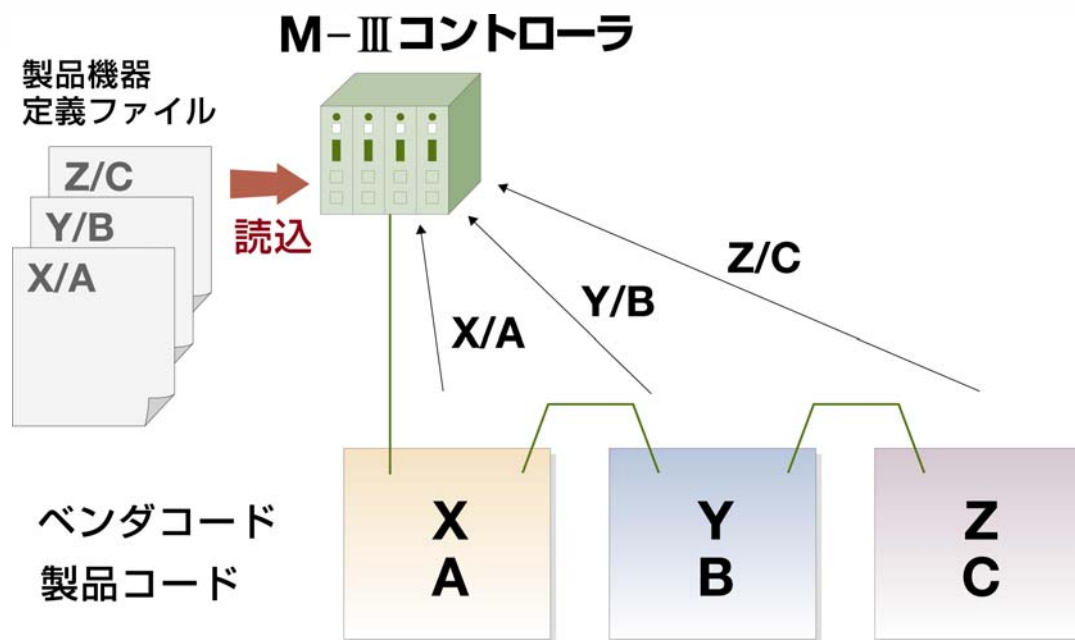 M-Ⅲコントローラ
製品機器
定義ファイル
Z/C
Y/B
X/A
読込
Z/C
Y/B
X/A
ベンダコード X Y Z
製品コード A B C